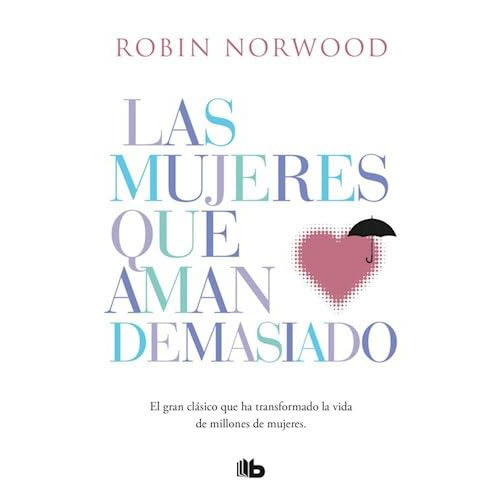 ROBIN NORWOOD
LAS
MUJERES
QUE
AMAN
DEMASIADO
El gran clásico que ha transformado la vida
de millones de mujeres.
b